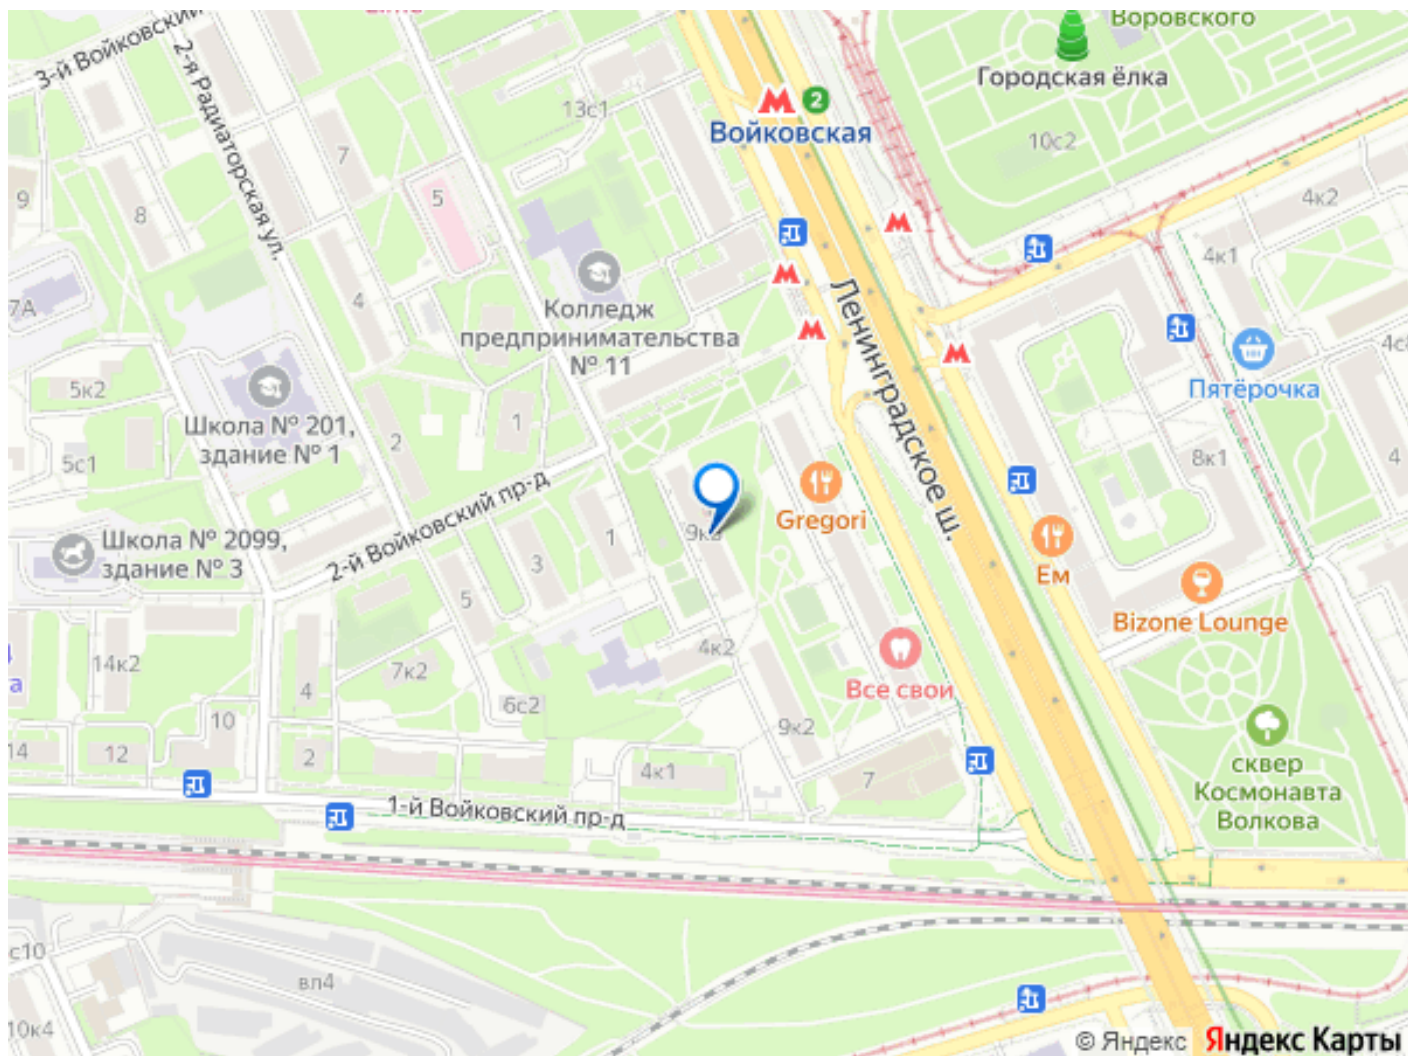 Воровского
3-й Войковский
Городская ёлка
2-я Радиаторская ул.
13с1
2
Войковская
10с2
7
9
8
5
4к2
4к1
Колледж
предпринимательства
№ 11
7А
4
Ленинградское ш.
Пятёрочка
5к2
Школа № 201,
здание № 1
2
1
5с1
8к1
4
2-й Войковский пр-д
Gregori
Школа № 2099,
здание № 3
1
3
Ем
5
Bizone Lounge
14к2
7к2
4к2
Все свои
4
6с2
10
9к2
14
12
2
4к1
7
сквер
Космонавта
Волкова
1-й Войковский пр-д
с10
вл4
10к4
© Яндекс
Яндекс Карты